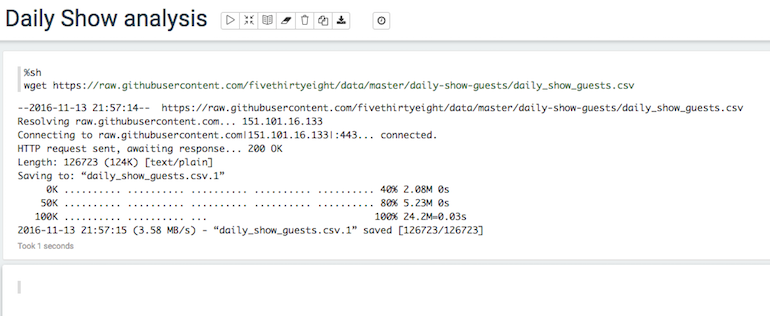 Daily Show analysis
%sh
wget https://raw.githubusercontent.com/fivethirtyeight/data/master/daily-show-guests/daily_show_guests.csv
--2016-11-13 21:57:14--  https://raw.githubusercontent.com/fivethirtyeight/data/master/daily-show-guests/daily_show_guests.csv
Resolving raw.githubusercontent.com... 151.101.16.133
Connecting to raw.githubusercontent.com|151.101.16.133|:443... connected.
HTTP request sent, awaiting response... 200 OK
Length: 126723 (124K) [text/plain]
Saving to: “daily_show_guests.csv.1”
0K .......... .......... .......... .......... .......... 40% 2.08M 0s
50K .......... .......... .......... .......... .......... 80% 5.23M 0s
100K .......... .......... ... 100% 24.2M=0.03s
2016-11-13 21:57:15 (3.58 MB/s) - “daily_show_guests.csv.1” saved [126723/126723]
Took 1 seconds